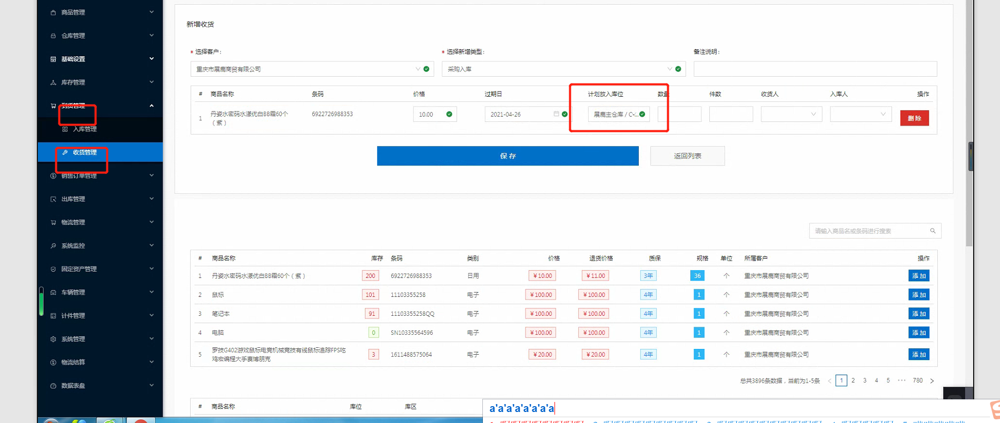 商品管理
仓库管理
基础设置
库存管理
到货管理
入库管理
收货管理
销售订单管理
出库管理
物流管理
系统监控
固定资产管理
车辆管理
计件管理
系统管理
物流结算
数据表盘
新增收货
* 选择客户: * 选择新增类型: 备注说明:
重庆市展鹿商贸有限公司 采购入库
# 商品名称 条码 价格 过期日 计划放入库位 数量 件数 收货人 入库人 操作
1 丹姿水密码水漾优白BB霜60个（紫） 6922726988353 10.00 2021-04-26 展鹿主仓库 / C-... 删 除
保 存 返回列表
请输入商品名或条码进行搜索
# 商品名称 库存 条码 类别 价格 退货价格 质保 规格 单位 所属客户 操作
1 丹姿水密码水漾优白BB霜60个（紫） 200 6922726988353 日用 ¥10.00 ¥11.00 3年 36 个 重庆市展鹿商贸有限公司 添 加
2 鼠标 101 11103355258 电子 ¥100.00 ¥100.00 4年 1 个 重庆市展鹿商贸有限公司 添 加
3 笔记本 91 11103355258QQ 电子 ¥100.00 ¥100.00 4年 1 个 重庆市展鹿商贸有限公司 添 加
4 电脑 0 SN10335564596 电子 ¥100.00 ¥100.00 4年 1 个 重庆市展鹿商贸有限公司 添 加
5 罗技G402游戏鼠标电竞机械竞技有线鼠标追踪FPS吃
鸡宏编程大手赛博朋克 3 1611488575064 电子 ¥20.00 ¥20.00 4年 1 个 重庆市展鹿商贸有限公司 添 加
总共3896条数据，当前为1-5条 < 1 2 3 4 5 ••• 780 >
# 商品名称 库位 库区
a'a'a'a'a'a'a'a